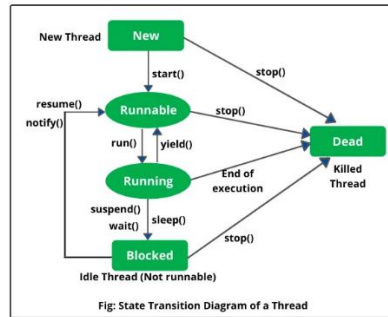 New Thread
New
start()
stop()
resume()
notify()
Runnable
stop()
run()
yield()
Dead
Killed
Thread
Running
End of
execution
suspend()
wait()
sleep()
Blocked
stop()
Idle Thread (Not runnable)
Fig: State Transition Diagram of a Thread